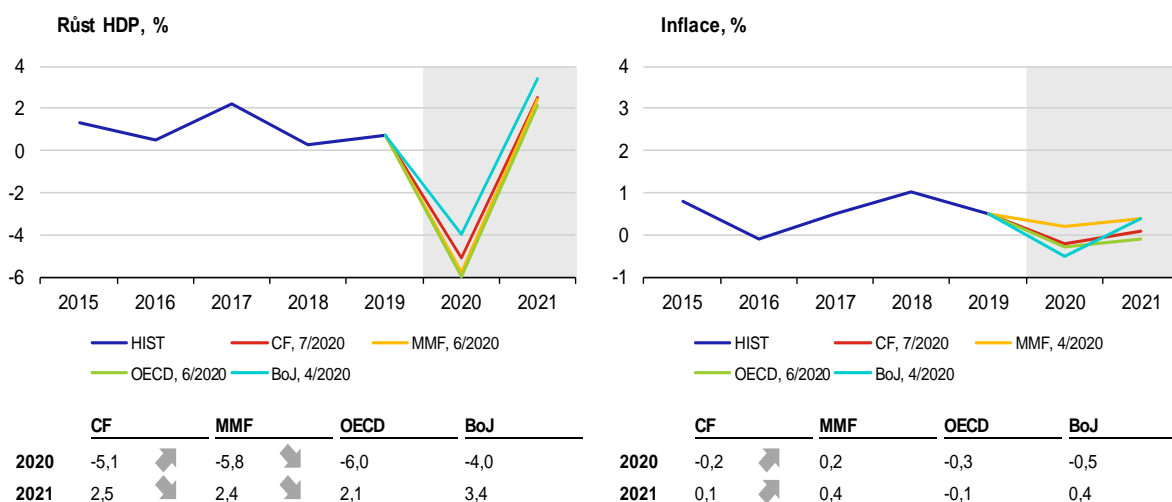 Růst HDP, %
4
2
0
-2
-4
-6
2015 2016 2017 2018 2019 2020 2021
HIST CF, 7/2020 MMF, 6/2020
OECD, 6/2020 BoJ, 4/2020
CF MMF OECD BoJ
2020 -5,1 -5,8 -6,0 -4,0
2021 2,5 2,4 2,1 3,4
Inflace, %
4
3
2
1
0
-1
2015 2016 2017 2018 2019 2020 2021
HIST CF, 7/2020 MMF, 4/2020
OECD, 6/2020 BoJ, 4/2020
CF MMF OECD BoJ
2020 -0,2 0,2 -0,3 -0,5
2021 0,1 0,4 -0,1 0,4